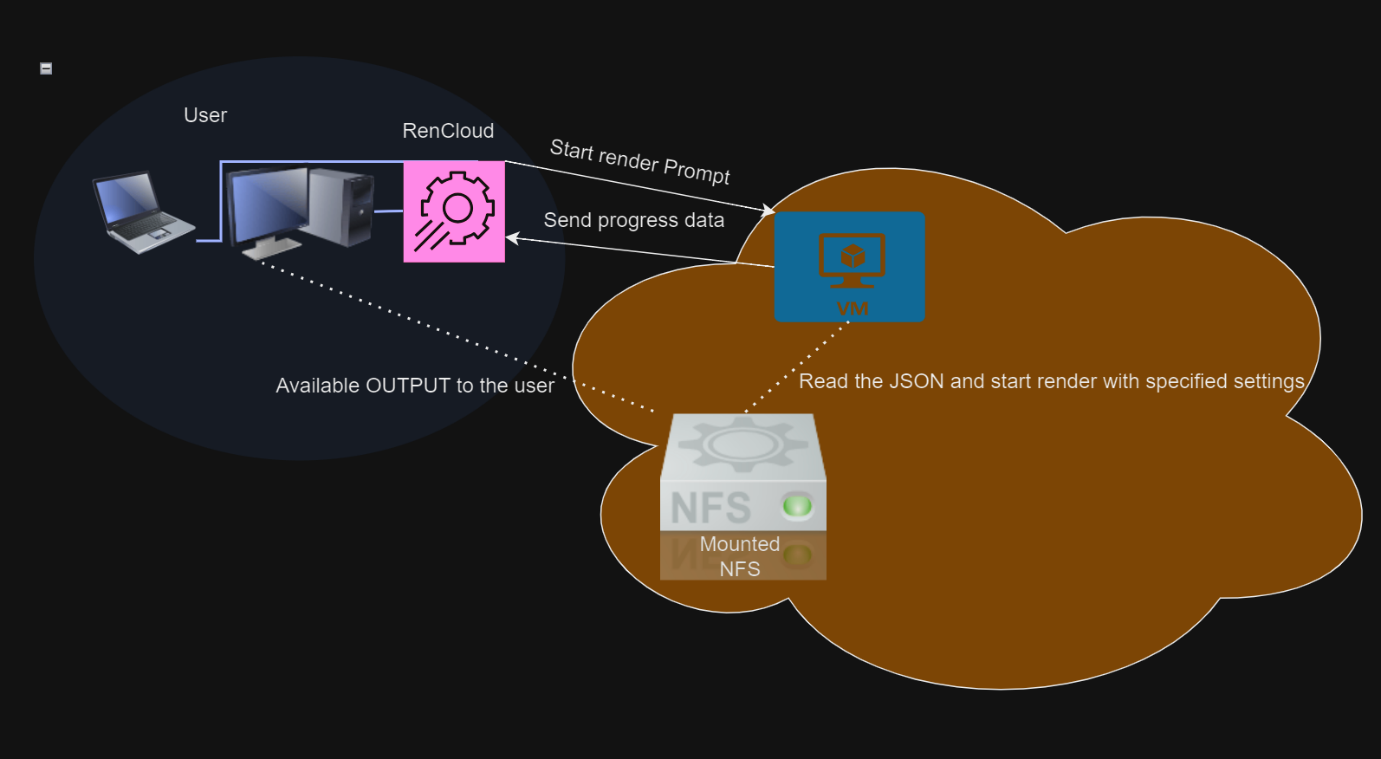 User
RenCloud
Start render Prompt
Send progress data
VM
Available OUTPUT to the user
Read the JSON and start render with specified settings
NFS
Mounted
NFS